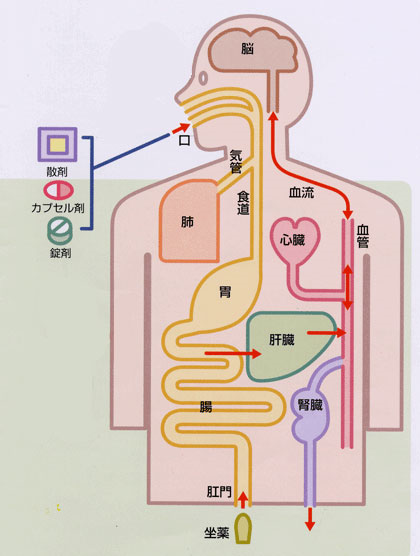 脳
口
散剤
カプセル剤
錠剤
気管
食道
血流
血管
肺
心臓
胃
肝臓
腸
腎臓
肛門
坐薬